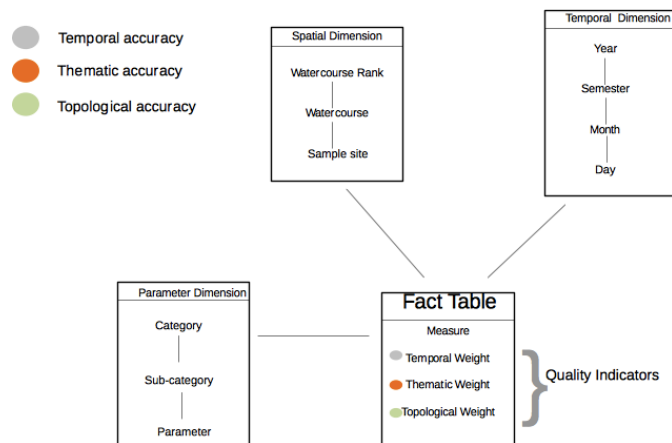 Temporal accuracy
Thematic accuracy
Topological accuracy
Spatial Dimension
Watercourse Rank
Watercourse
Sample site
Temporal Dimension
Year
Semester
Month
Day
Parameter Dimension
Category
Sub-category
Parameter
Fact Table
Measure
Temporal Weight
Thematic Weight
Topological Weight
Quality Indicators